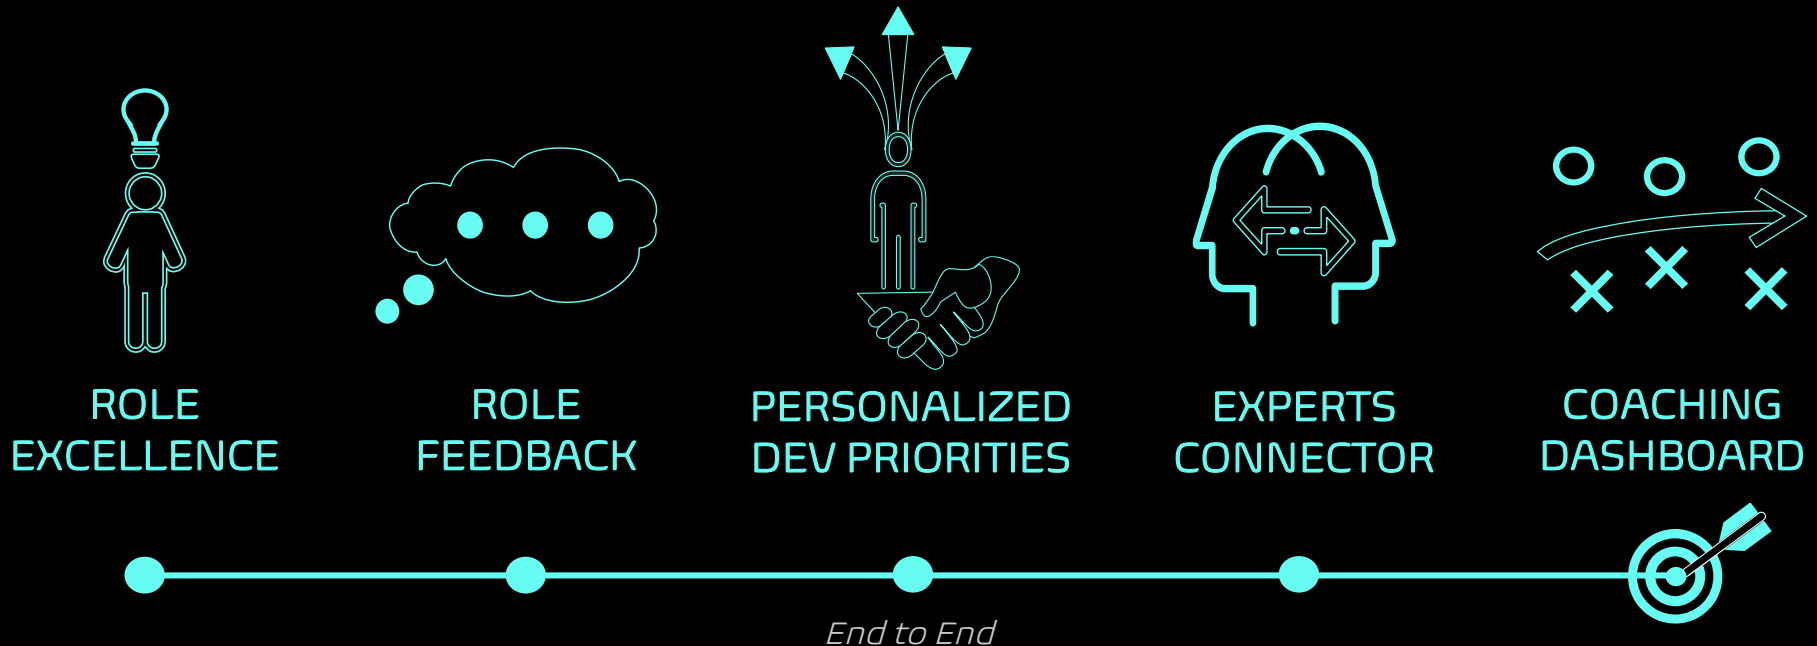 ROLE
EXCELLENCE
ROLE
FEEDBACK
PERSONALIZED
DEV PRIORITIES
EXPERTS
CONNECTOR
COACHING
DASHBOARD
End to End